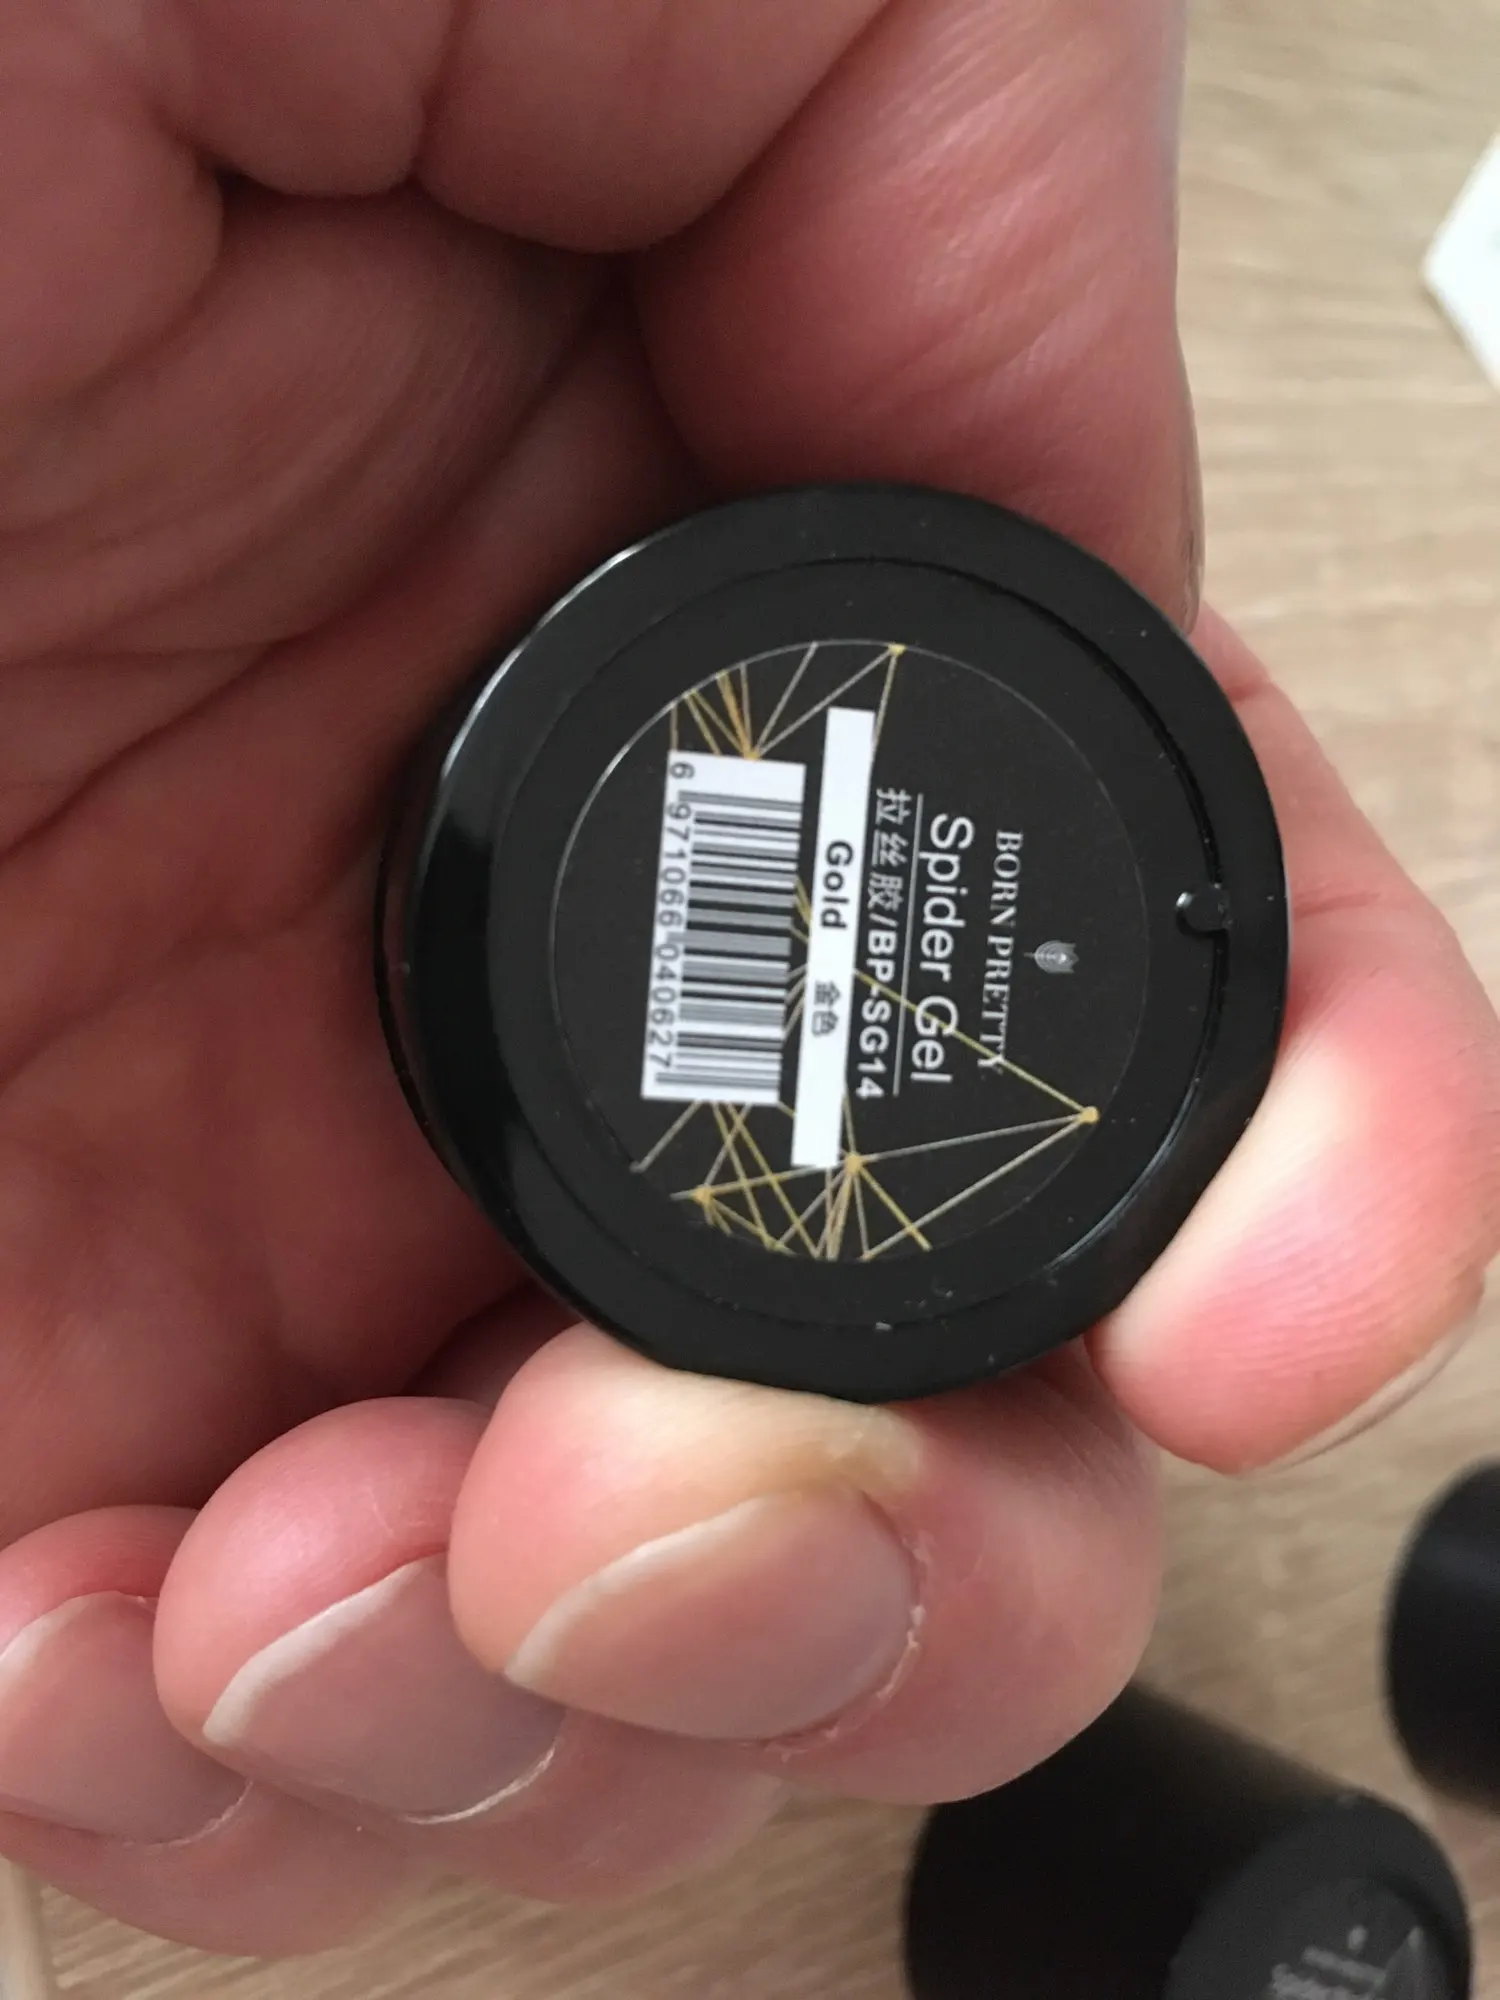 BORN PRETTY
Spider Gel
拉丝胶/BP-SG14
Gold 金色
6 971066 040627